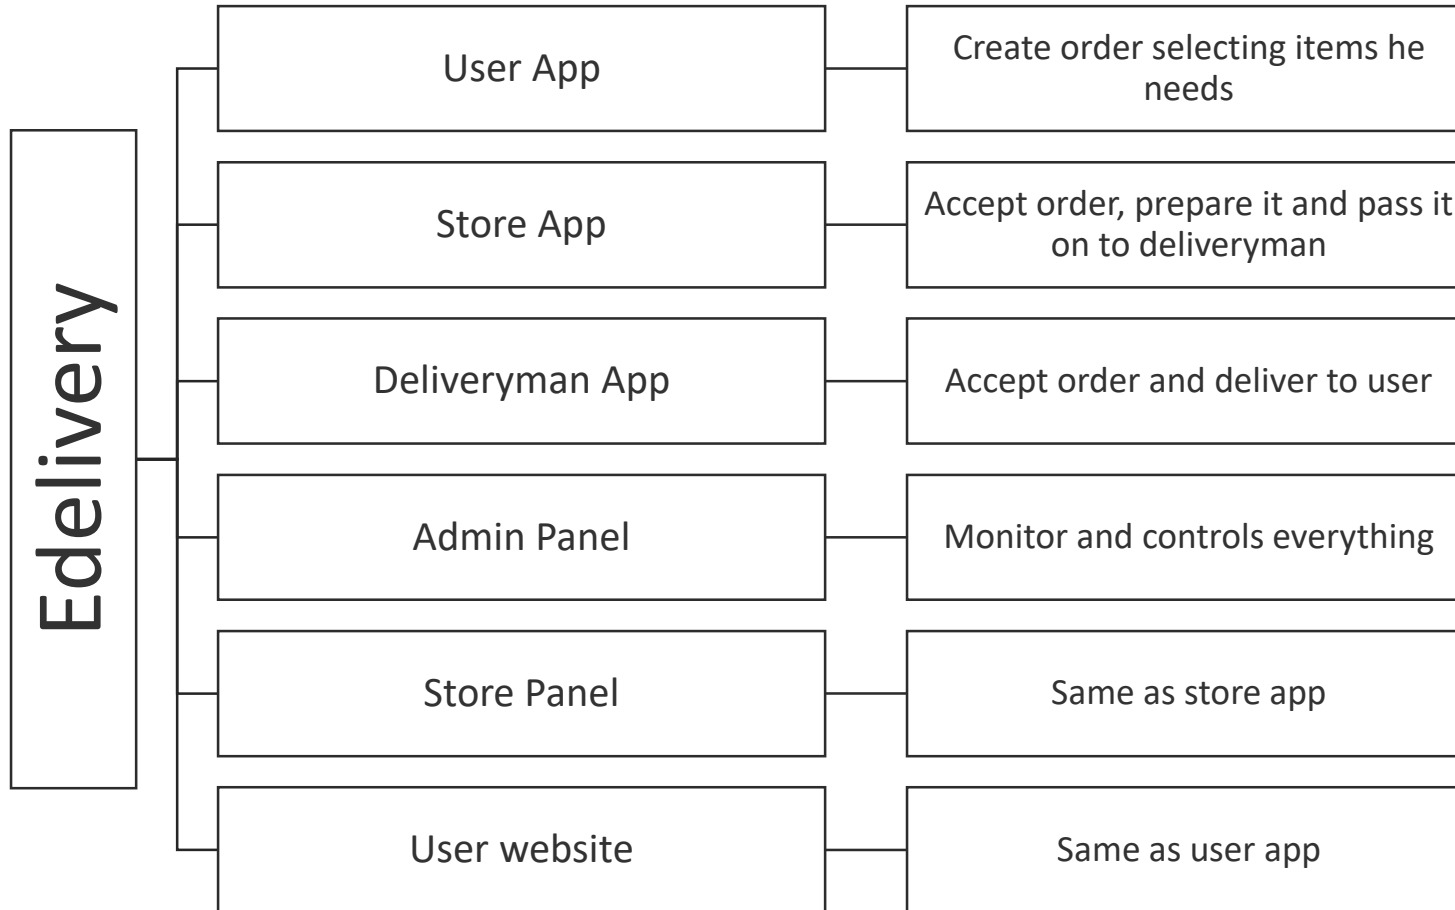 Edelivery
User App
Create order selecting items he
needs
Store App
Accept order, prepare it and pass it
on to deliveryman
Deliveryman App
Accept order and deliver to user
Admin Panel
Monitor and controls everything
Store Panel
Same as store app
User website
Same as user app